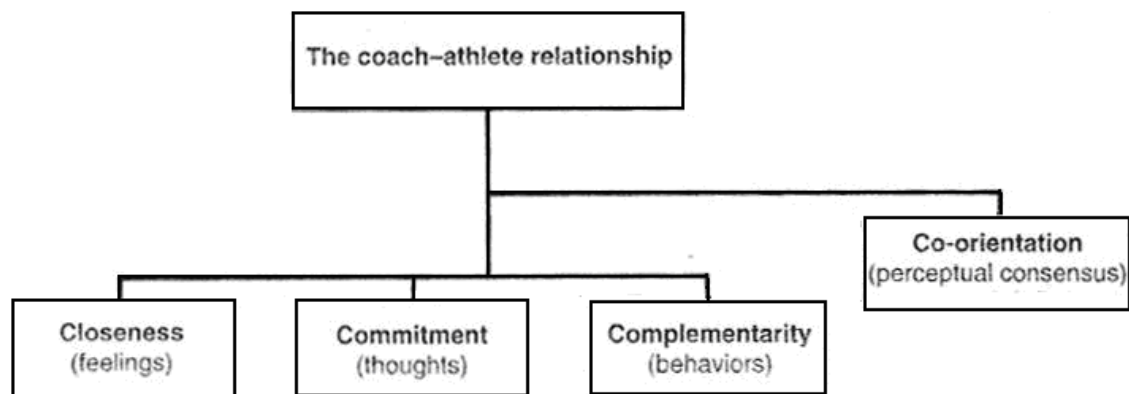 The coach–athlete relationship
Co-orientation
(perceptual consensus)
Closeness
(feelings)
Commitment
(thoughts)
Complementarity
(behaviors)